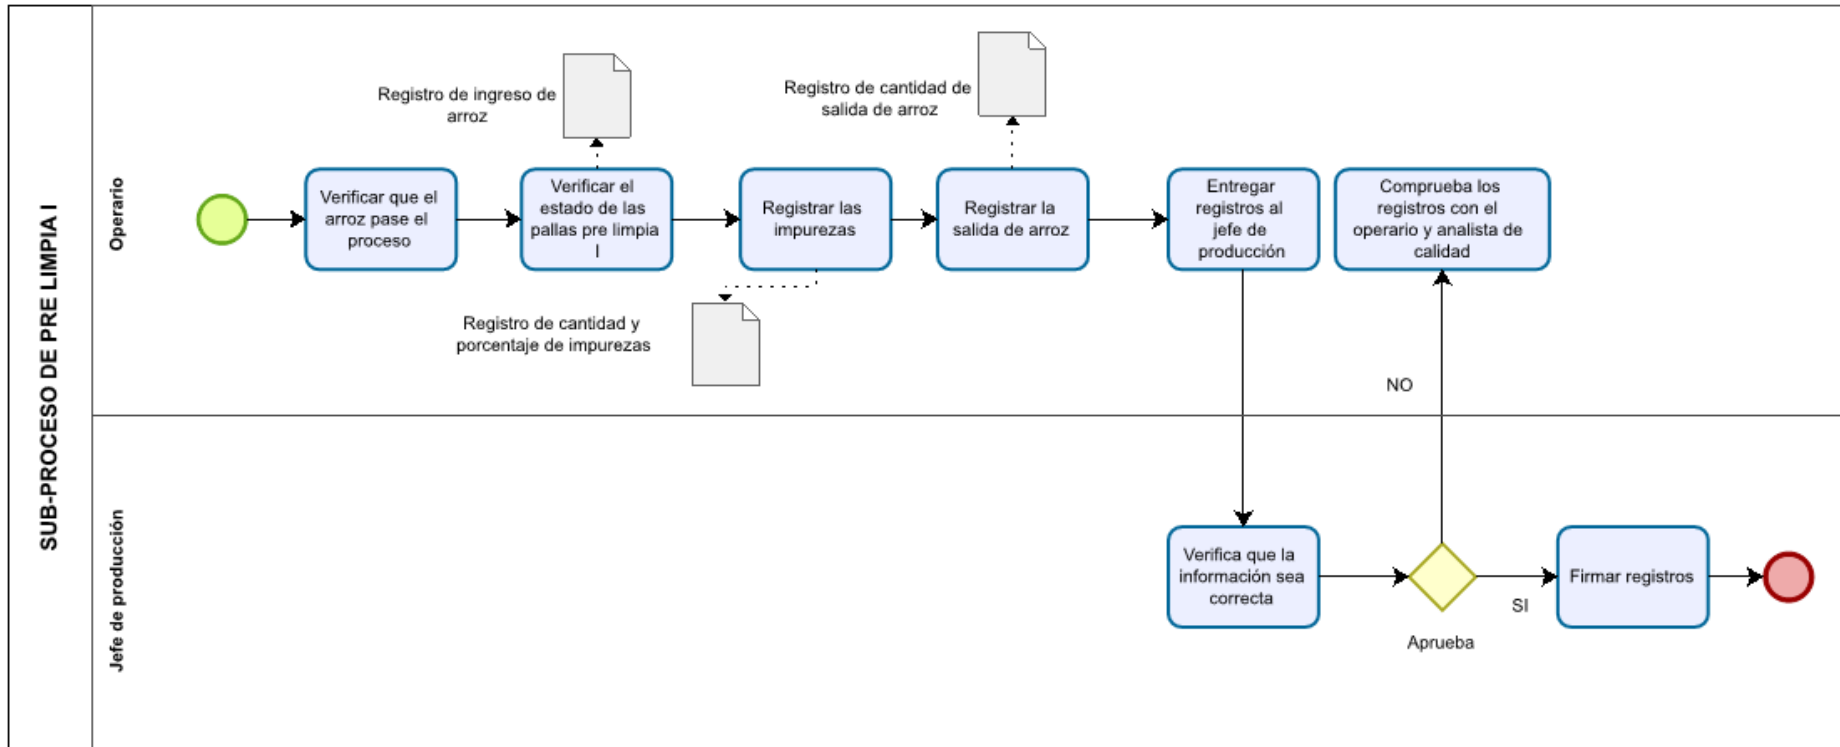 SUB-PROCESO DE PRE LIMPIA I
Operario
Registro de ingreso de
arroz
Registro de cantidad de
salida de arroz
Verificar que el
arroz pase el
proceso
Verificar el
estado de las
pallas pre limpia
I
Registrar las
impurezas
Registrar la
salida de arroz
Entregar
registros al
jefe de
producción
Comprueba los
registros con el
operario y analista de
calidad
Registro de cantidad y
porcentaje de impurezas
NO
Jefe de producción
Verifica que la
información sea
correcta
Aprueba
SI
Firmar registros